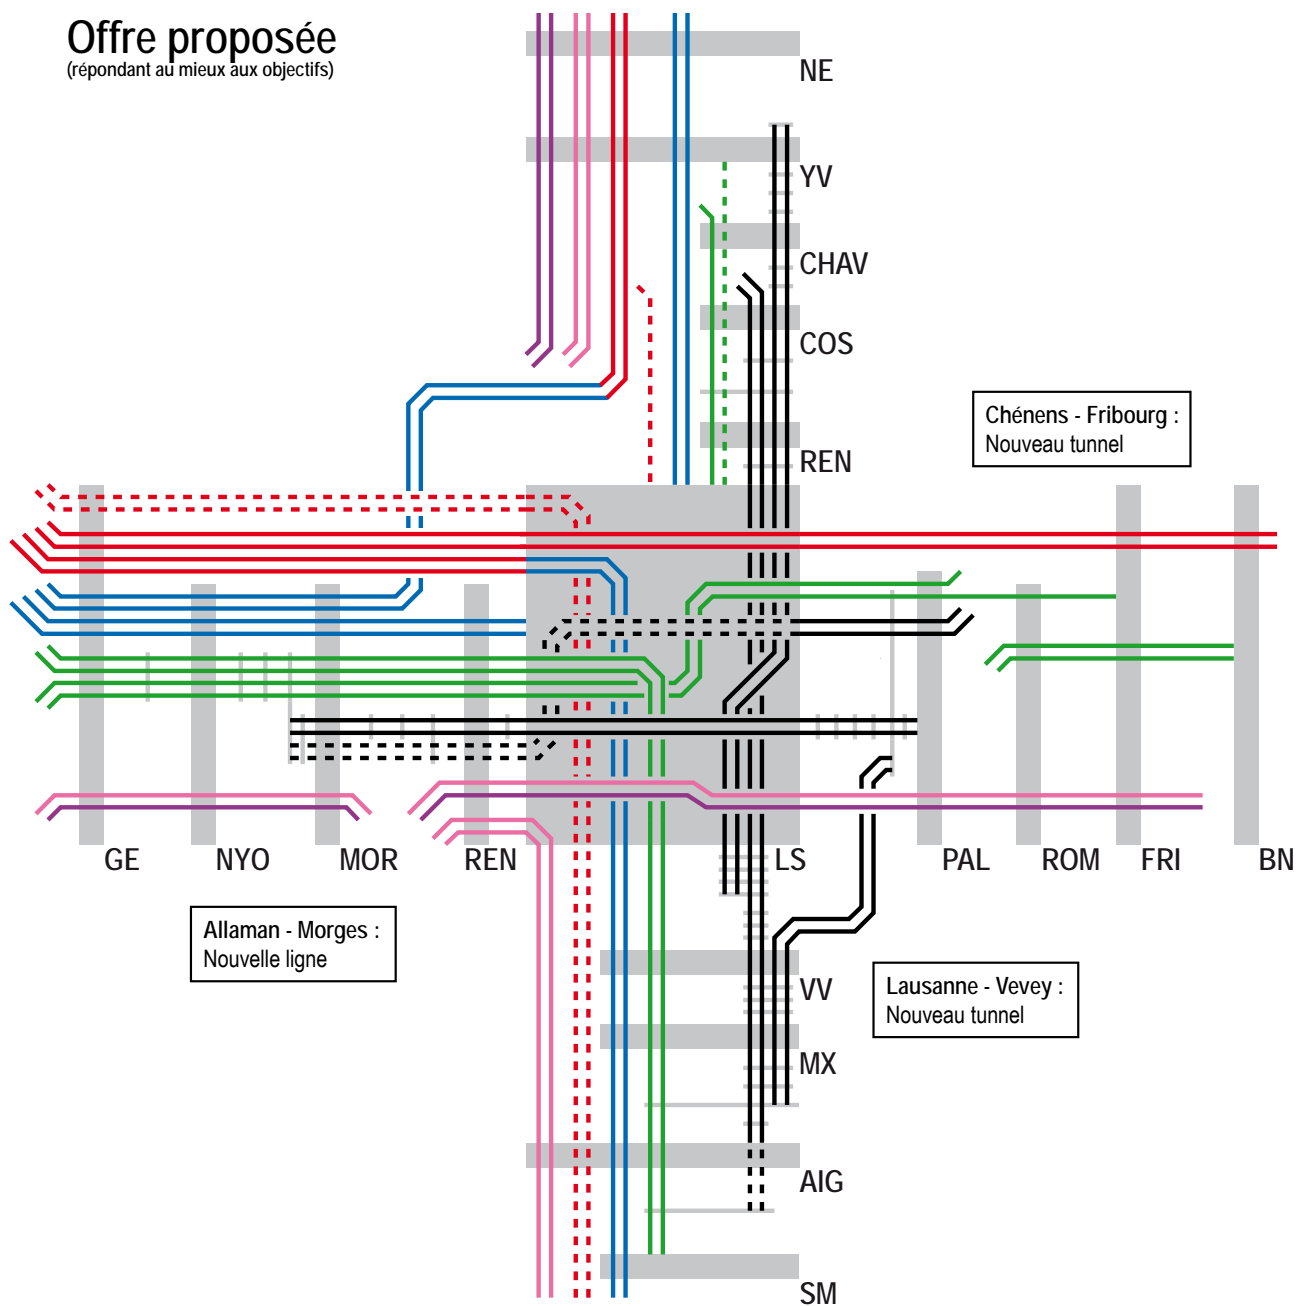 Offre proposée
(répondant au mieux aux objectifs)
NE
YV
CHAV
COS
REN
Chénens - Fribourg :
Nouveau tunnel
GE
NYO
MOR
REN
LS
PAL
ROM
FRI
BN
Allaman - Morges :
Nouvelle ligne
VV
Lausanne - Vevey :
Nouveau tunnel
MX
AIG
SM